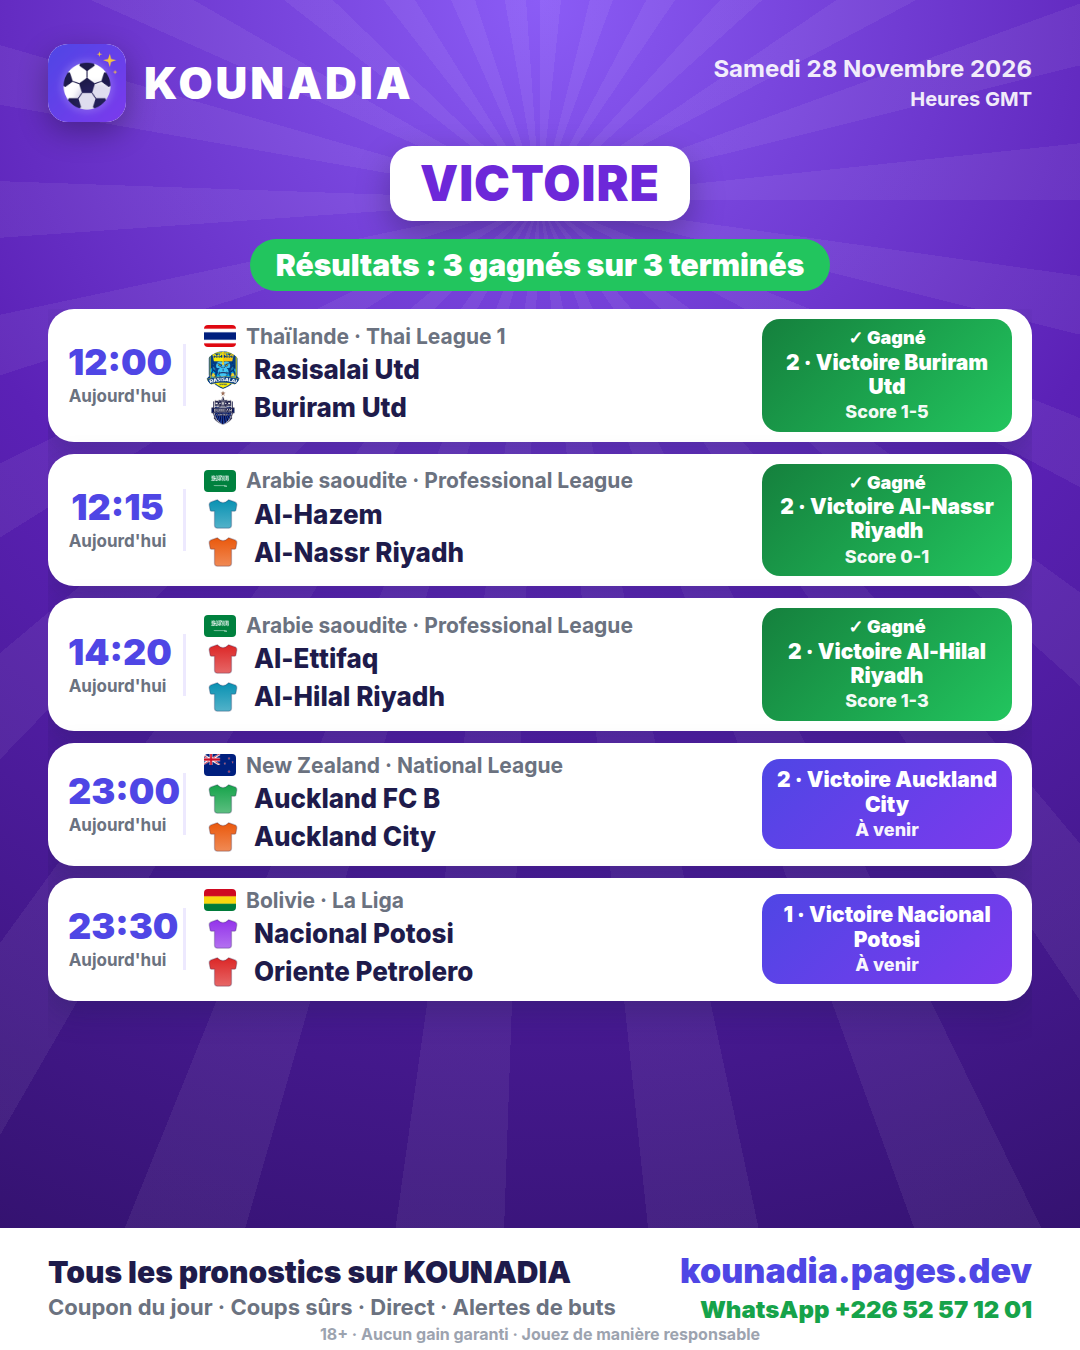 KOUNADIA
Samedi 28 Novembre 2026
Heures GMT
VICTOIRE
Résultats : 3 gagnés sur 3 terminés
12:00
Aujourd'hui
Thaïlande · Thai League 1
Rasisalai Utd
Buriram Utd
✓ Gagné
2 · Victoire Buriram
Utd
Score 1-5
12:15
Aujourd'hui
Arabie saoudite · Professional League
Al-Hazem
Al-Nassr Riyadh
✓ Gagné
2 · Victoire Al-Nassr
Riyadh
Score 0-1
14:20
Aujourd'hui
Arabie saoudite · Professional League
Al-Ettifaq
Al-Hilal Riyadh
✓ Gagné
2 · Victoire Al-Hilal
Riyadh
Score 1-3
23:00
Aujourd'hui
New Zealand · National League
Auckland FC B
Auckland City
2 · Victoire Auckland
City
À venir
23:30
Aujourd'hui
Bolivie · La Liga
Nacional Potosi
Oriente Petrolero
1 · Victoire Nacional
Potosi
À venir
Tous les pronostics sur KOUNADIA
Coupon du jour · Coups sûrs · Direct · Alertes de buts
kounadia.pages.dev
WhatsApp +226 52 57 12 01
18+ · Aucun gain garanti · Jouez de manière responsable